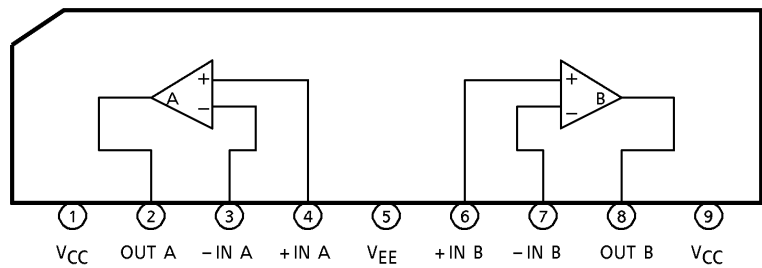 + +
A B
− −
1 2 3 4 5 6 7 8 9
VCC OUT A −IN A +IN A VEE +IN B −IN B OUT B VCC